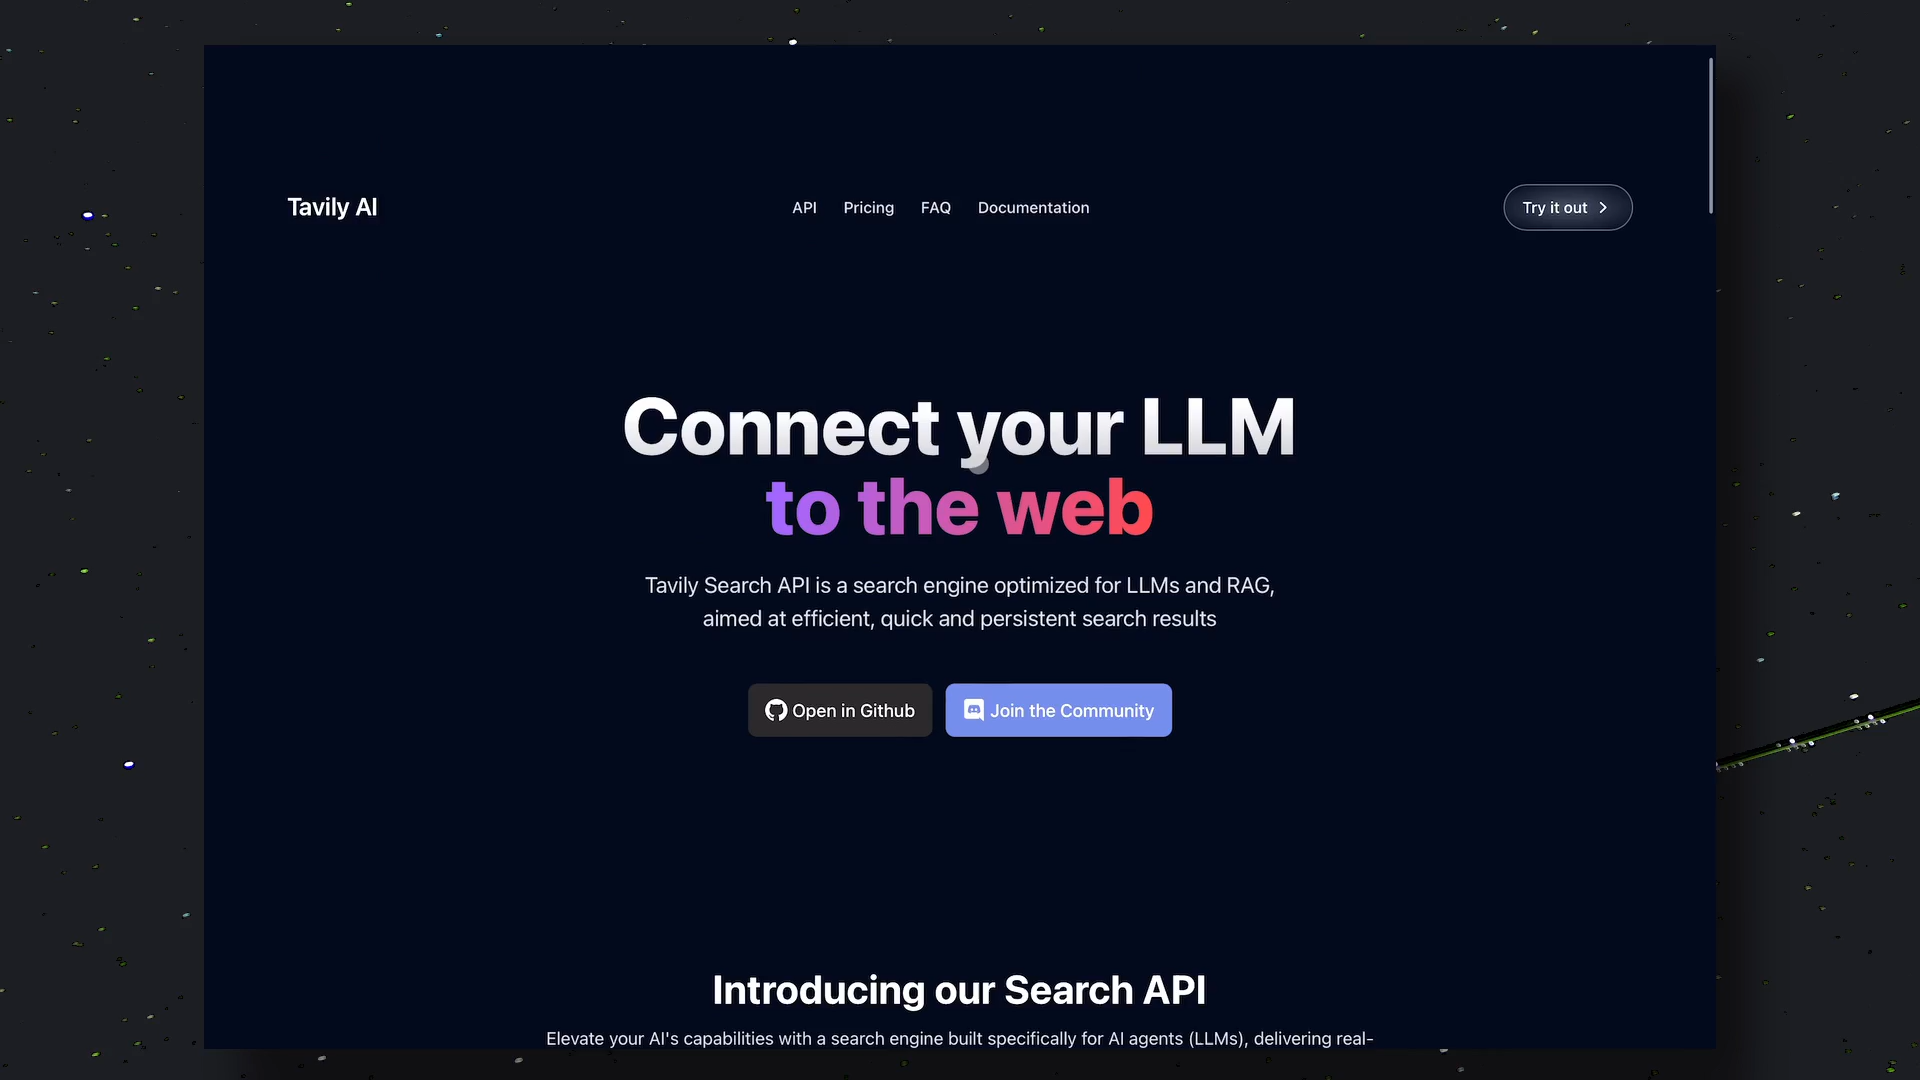 Tavily AI
API Pricing FAQ Documentation
Try it out
Connect your LLM
to the web
Tavily Search API is a search engine optimized for LLMs and RAG,
aimed at efficient, quick and persistent search results
Open in Github
Join the Community
Introducing our Search API
Elevate your AI's capabilities with a search engine built specifically for AI agents (LLMs), delivering real-